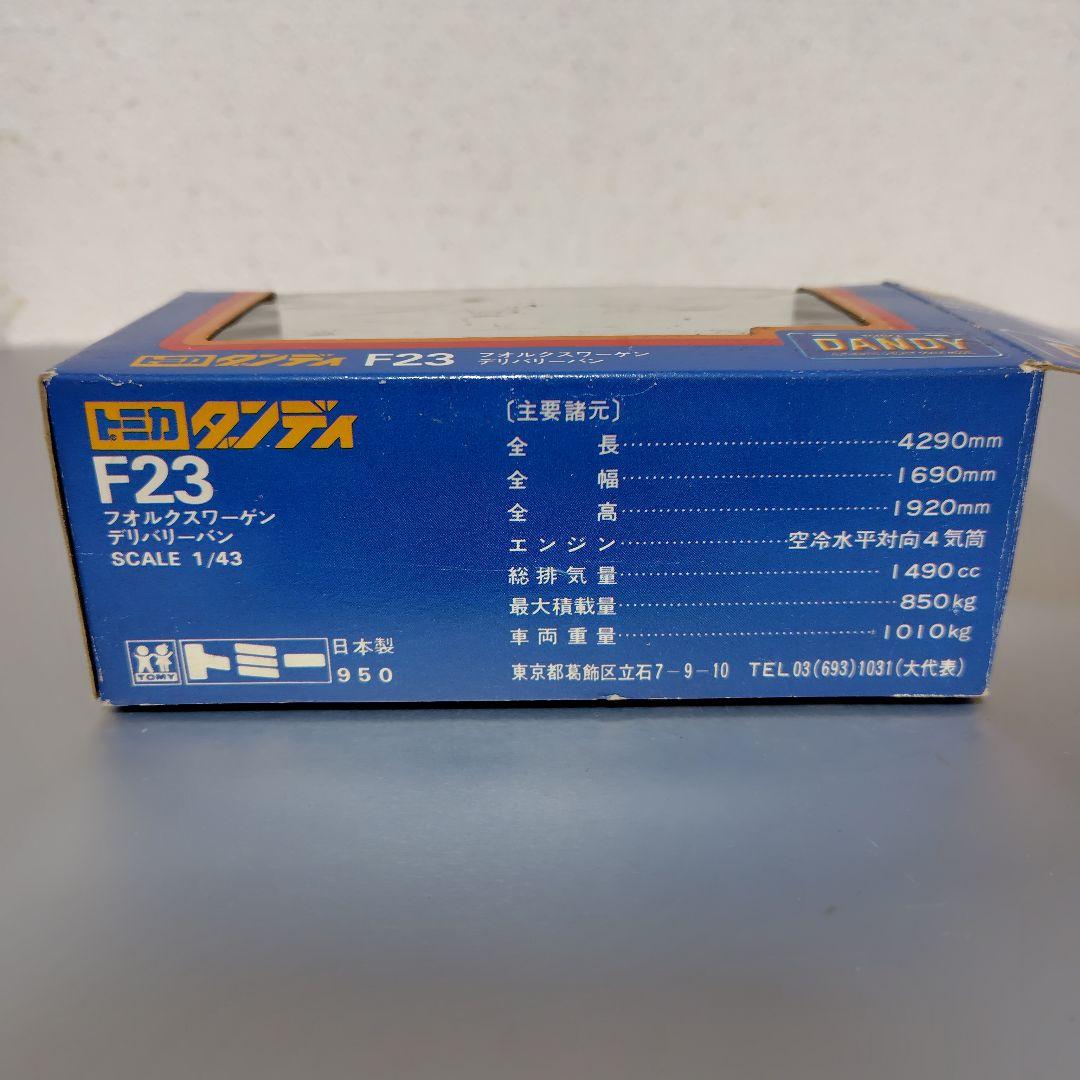 トミカ ダンディ F23 フォルクスワーゲン
デリバリーバン
DANDY
トミカ ダンディ
F23
フォルクスワーゲン
デリバリーバン
SCALE 1/43
TOMY トミー 日本製
950
〔主要諸元〕
全長……4290mm
全幅……1690mm
全高……1920mm
エンジン……空冷水平対向4気筒
総排気量……1490cc
最大積載量……850kg
車両重量……1010kg
東京都葛飾区立石7-9-10 TEL03(693)1031(大代表)